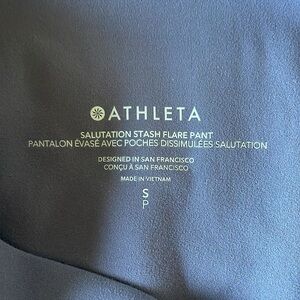 ATHLETA
SALUTATION STASH FLARE PANT
PANTALON ÉVASÉ AVEC POCHES DISSIMULÉES SALUTATION
DESIGNED IN SAN FRANCISCO
CONÇU À SAN FRANCISCO
MADE IN VIETNAM
S
P